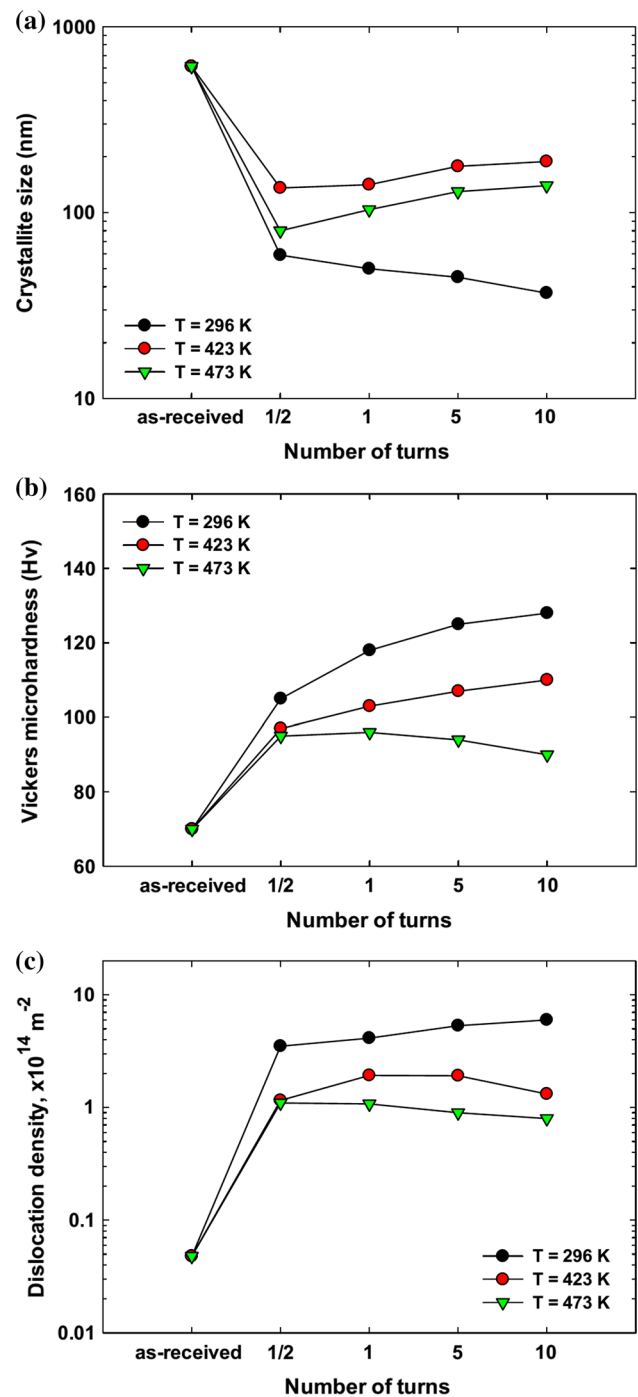 (a)
1000
100
10
Crystallite size (nm)
T = 296 K
T = 423 K
T = 473 K
as-received 1/2 1 5 10
Number of turns
(b)
160
140
120
100
80
60
Vickers microhardness (Hv)
T = 296 K
T = 423 K
T = 473 K
as-received 1/2 1 5 10
Number of turns
(c)
10
1
0.1
0.01
Dislocation density, x10¹⁴ m⁻²
T = 296 K
T = 423 K
T = 473 K
as-received 1/2 1 5 10
Number of turns